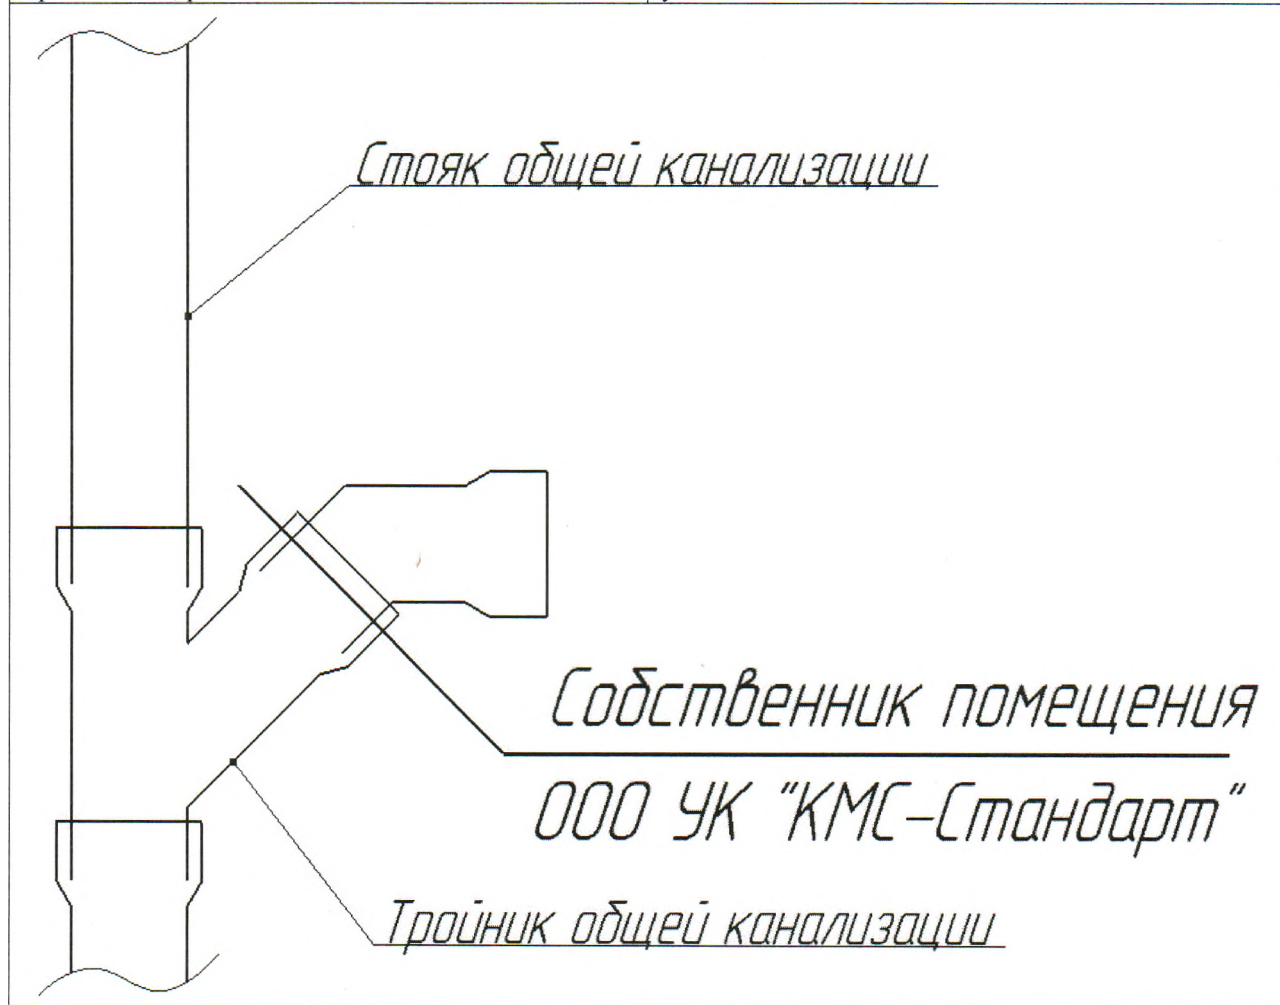 Стояк общей канализации
Собственник помещения
ООО УК "КМС-Стандарт"
Тройник общей канализации